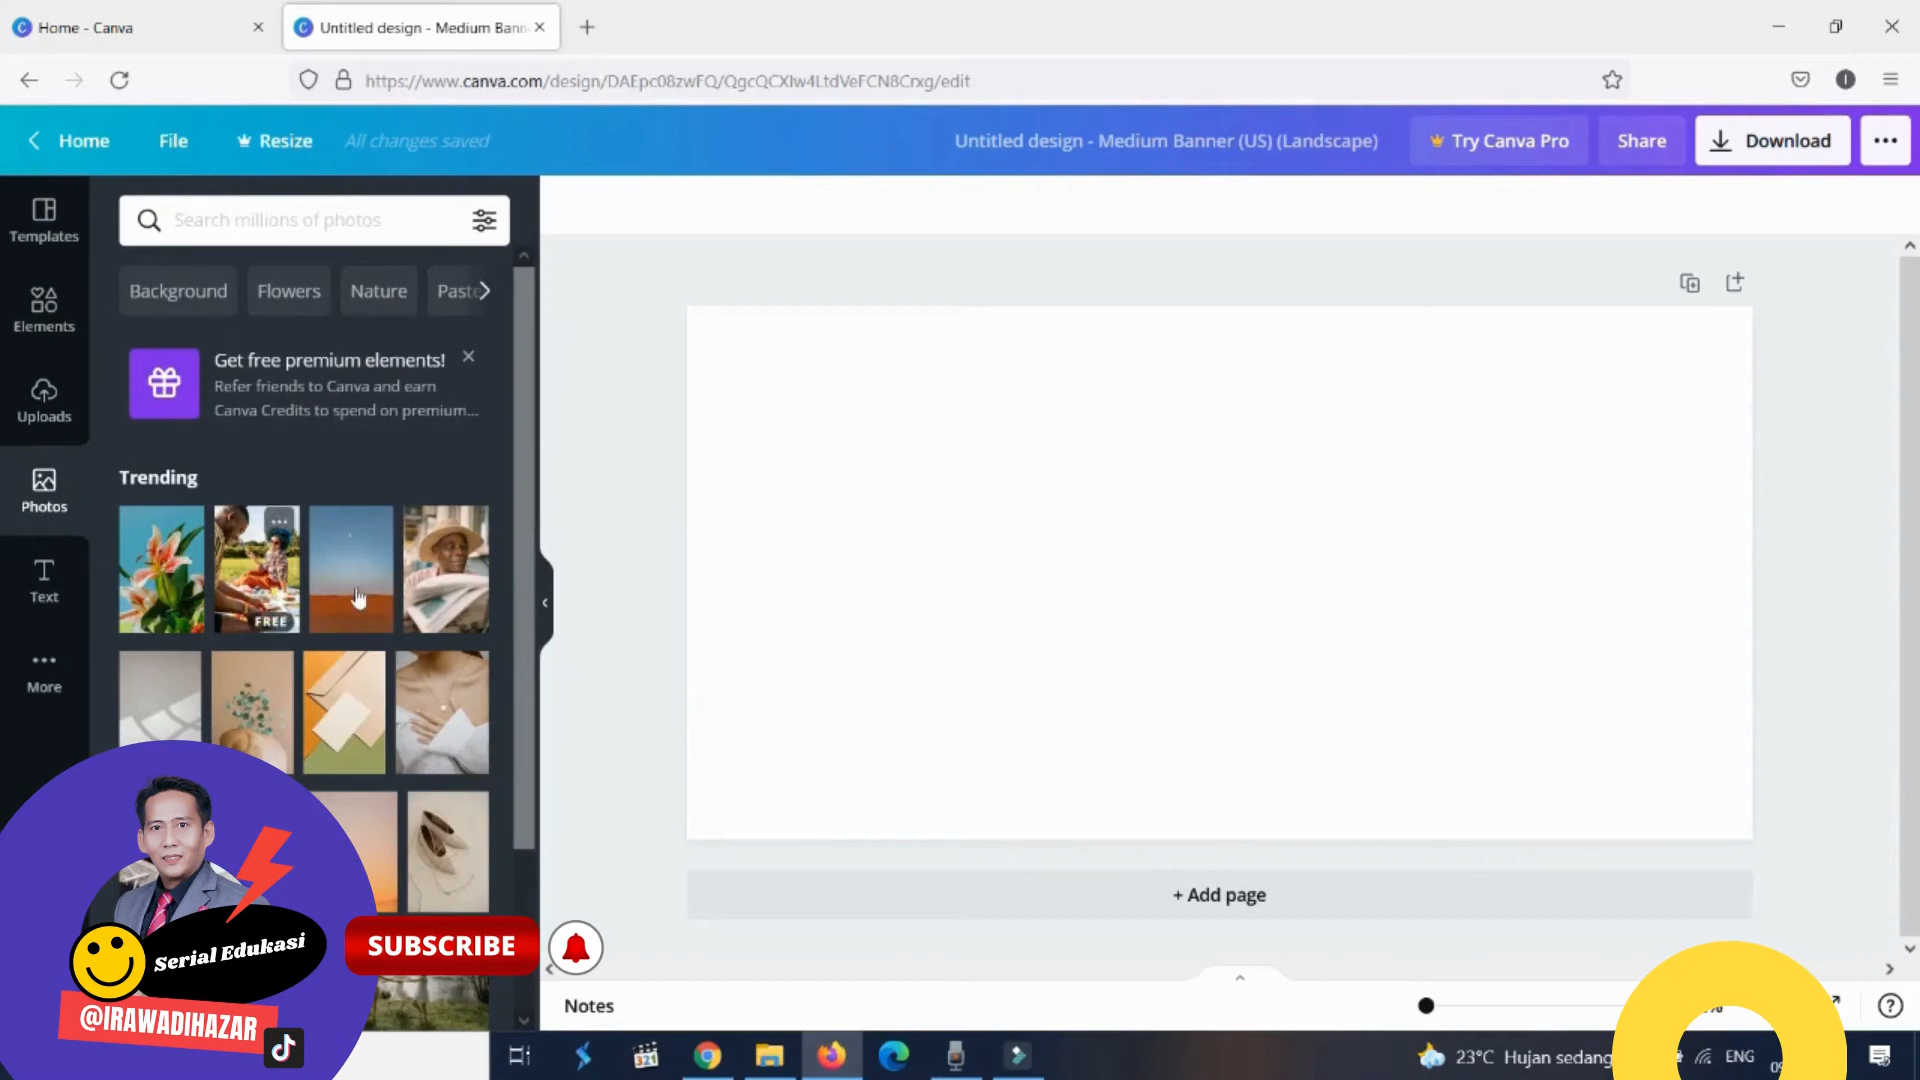 Home - Canva
Untitled design - Medium Bann
https://www.canva.com/design/DAEpc08zwFQ/QgcQCXIw4LtdVeFCN8Crxg/edit
Home
File
Resize
All changes saved
Untitled design - Medium Banner (US) (Landscape)
Try Canva Pro
Share
Download
Templates
Elements
Uploads
Photos
Text
More
Search millions of photos
Background
Flowers
Nature
Paste
Get free premium elements!
Refer friends to Canva and earn
Canva Credits to spend on premium...
Trending
FREE
+ Add page
Serial Edukasi
@IRAWADIHAZAR
SUBSCRIBE
Notes
321
23°C Hujan sedang
ENG